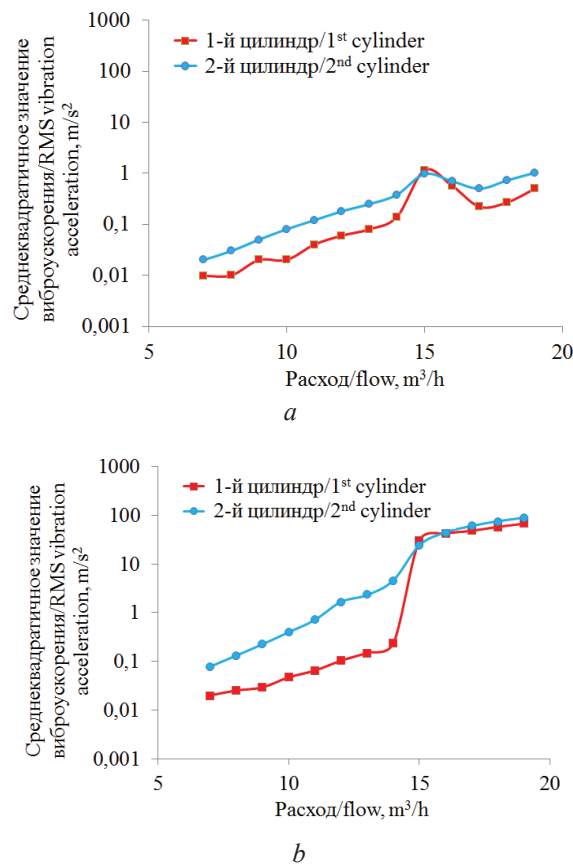 1000
100
10
1
0,1
0,01
0,001
Среднеквадратичное значение
виброускорения/RMS vibration
acceleration, m/s²
1-й цилиндр/1st cylinder
2-й цилиндр/2nd cylinder
5 10 15 20
Расход/flow, m³/h
a
1000
100
10
1
0,1
0,01
0,001
Среднеквадратичное значение
виброускорения/RMS vibration
acceleration, m/s²
1-й цилиндр/1st cylinder
2-й цилиндр/2nd cylinder
5 10 15 20
Расход/flow, m³/h
b